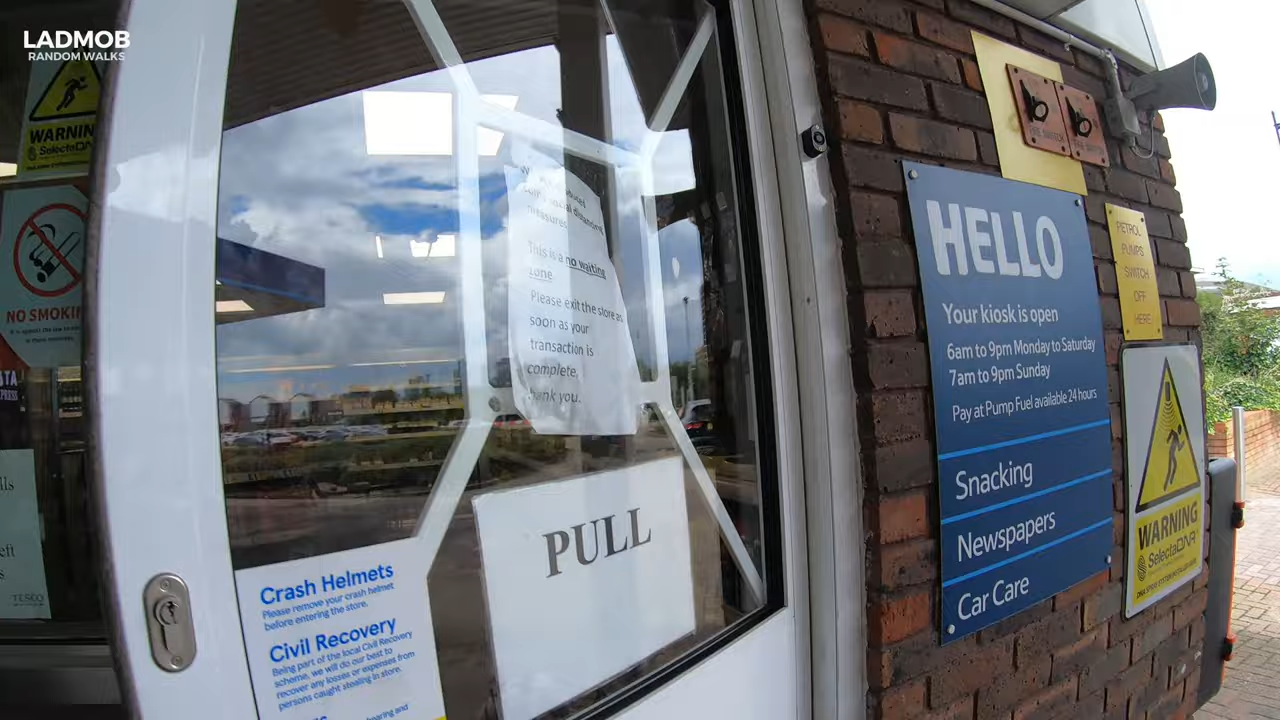 LADMOB
RANDOM WALKS
WARNING
SelectaDNA
NO SMOKING
TESCO
measures.
This is a no waiting
zone.
Please exit the store as
soon as your
transaction is
complete,
PULL
Crash Helmets
Please remove your crash helmet
before entering the store.
Civil Recovery
Being part of the local Civil Recovery
scheme, we will do our best to
recover any losses or expenses from
persons caught stealing in store.
HELLO
Your kiosk is open
6am to 9pm Monday to Saturday
7am to 9pm Sunday
Pay at Pump Fuel available 24 hours
Snacking
Newspapers
Car Care
PETROL
PUMPS
SWITCH
OFF
HERE
WARNING
SelectaDNA